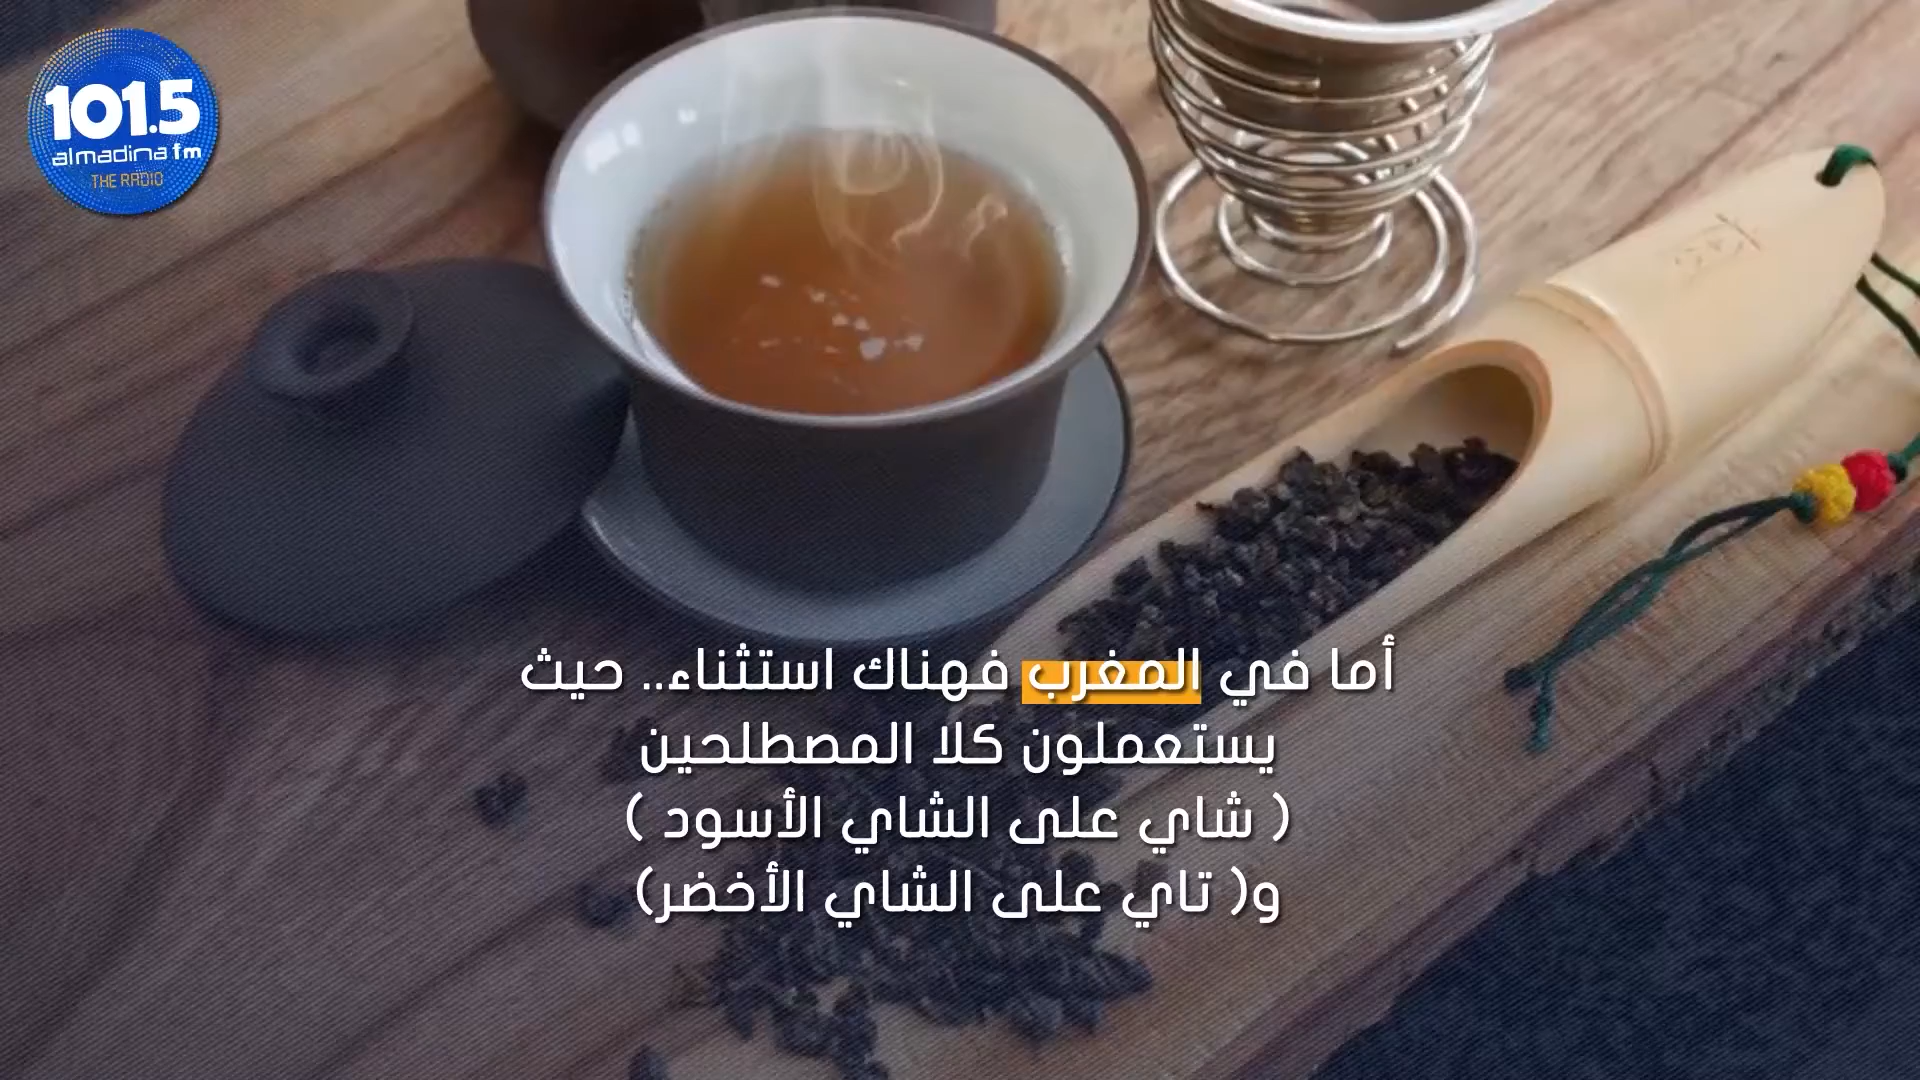 101.5
almadina fm
THE RADIO
أما في المغرب فهناك استثناء.. حيث
يستعملون كلا المصطلحين
( شاي على الشاي الأسود )
و( تاي على الشاي الأخضر)